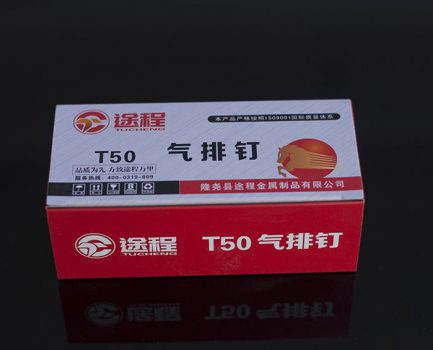 途程
TUCHENG
本产品严格按照ISO9001国际质量体系
T50 气排钉
品质为先 方致途程万里
服务热线：400-0319-809
隆尧县途程金属制品有限公司
途程
TUCHENG
T50 气排钉